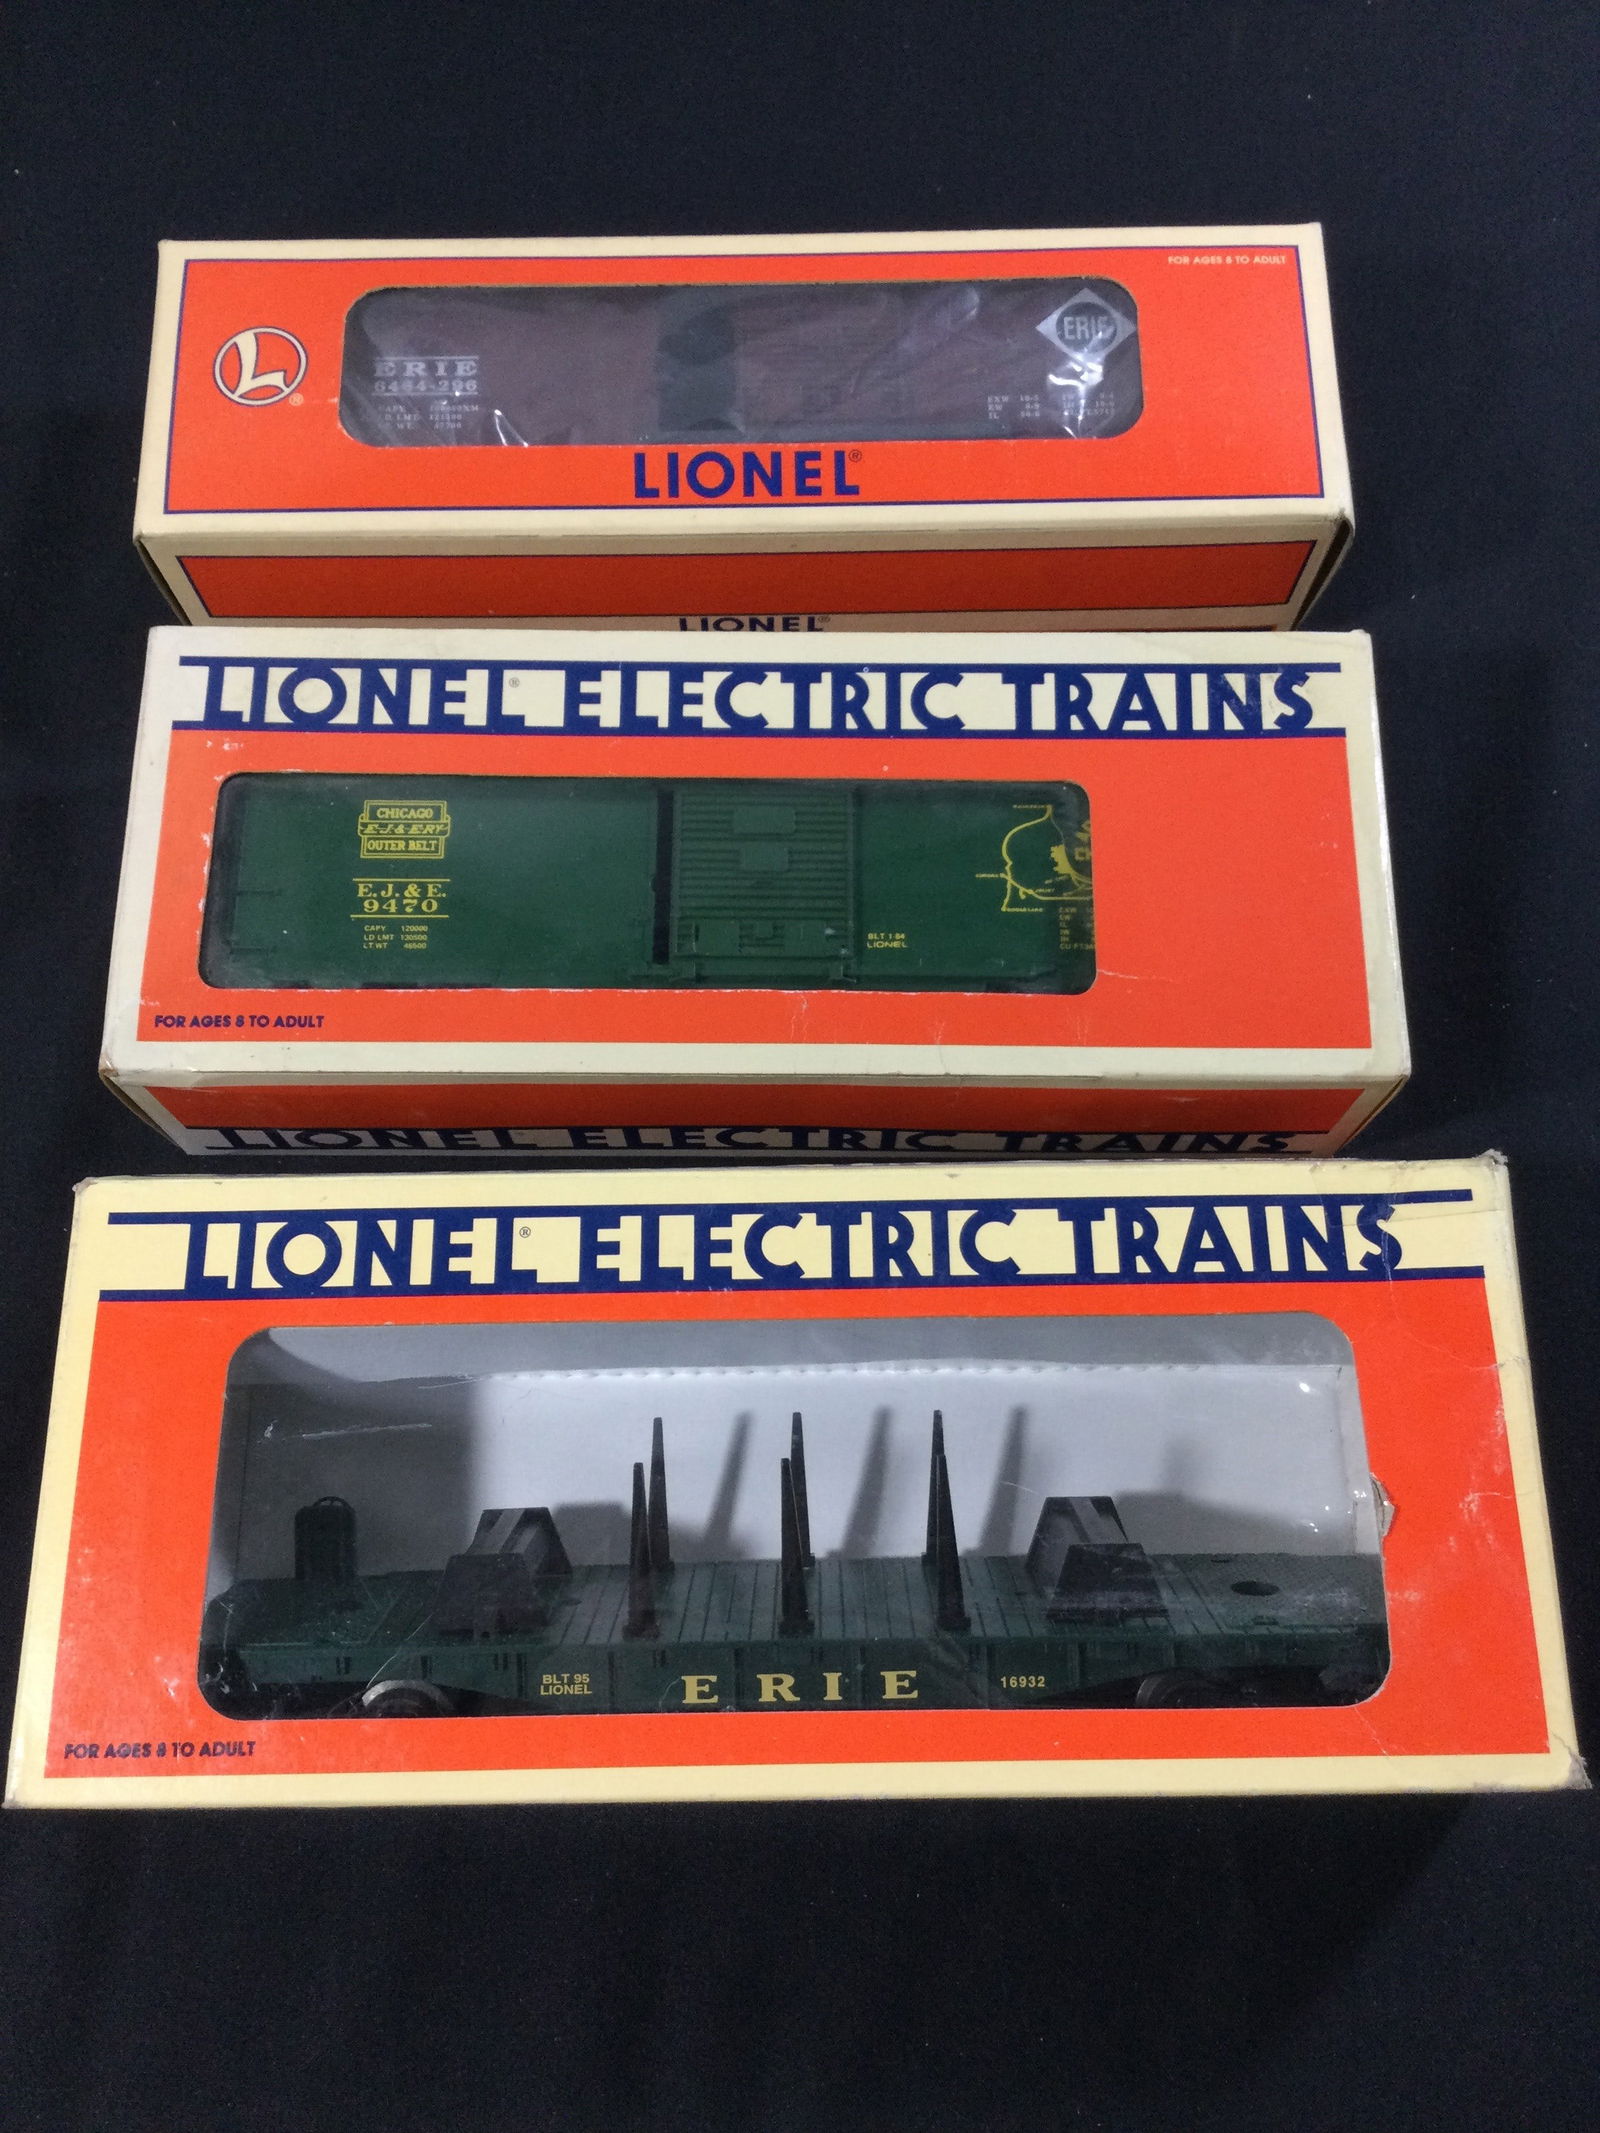 FOR AGES 8 TO ADULT
L
®
ERIE
6464-296
ERIE
LIONEL®
LIONEL®
LIONEL® ELECTRIC TRAINS
CHICAGO
E.J.&E.RY
OUTER BELT
E.J.&E.
9470
CAPY 120000
LD LMT 130500
LT WT 46500
BLT 1-84
LIONEL
FOR AGES 8 TO ADULT
LIONEL ELECTRIC TRAINS
LIONEL® ELECTRIC TRAINS
BLT 95
LIONEL
ERIE
16932
FOR AGES 8 TO ADULT